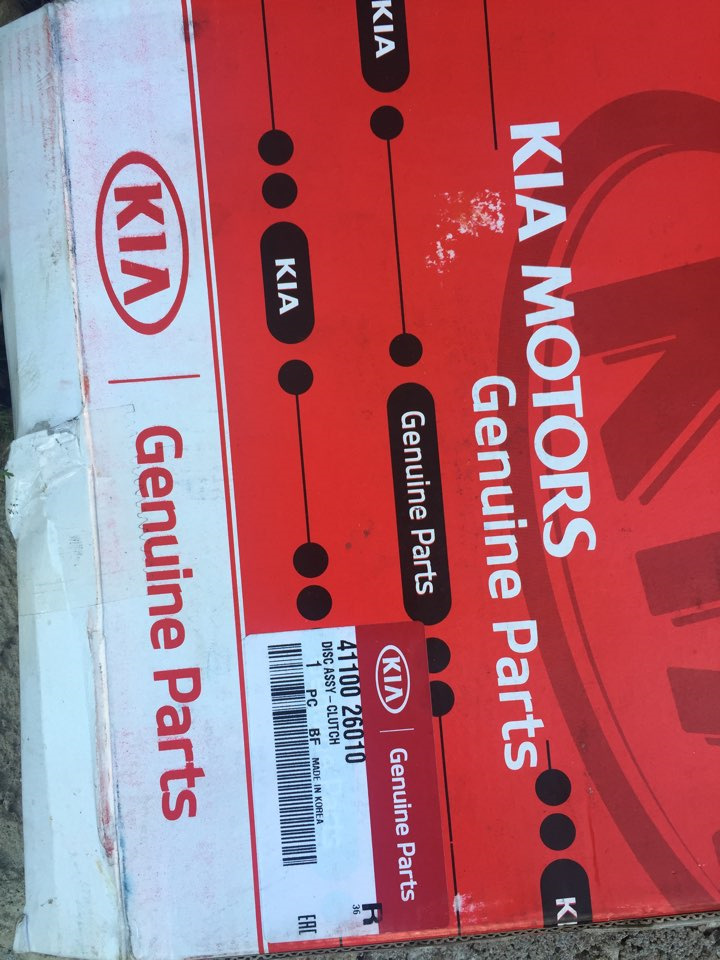 KIA
KIA MOTORS
Genuine Parts
Genuine Parts
KIA
KIA
KIA | Genuine Parts
KIA | Genuine Parts
41100 26010
DISC ASSY-CLUTCH
1 PC BF MADE IN KOREA
R
36
EAC